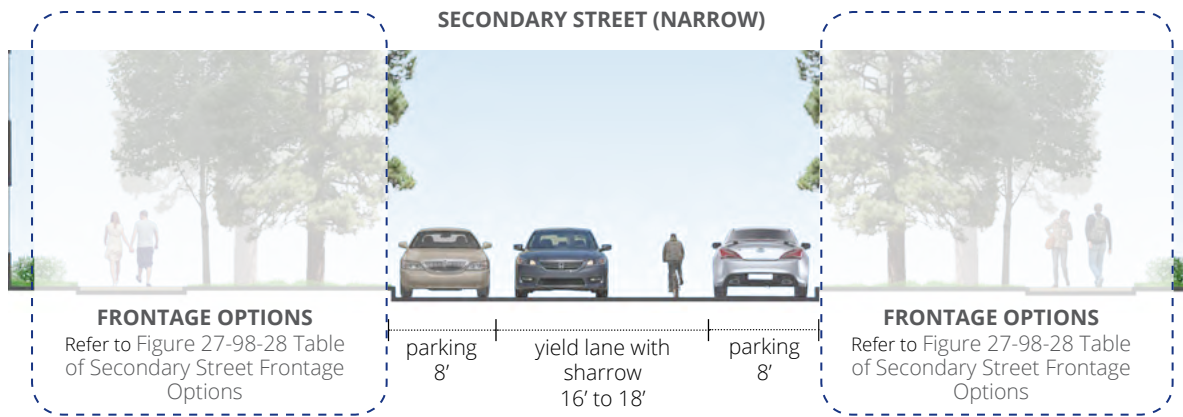 SECONDARY STREET (NARROW)
FRONTAGE OPTIONS
Refer to Figure 27-98-28 Table
of Secondary Street Frontage
Options
parking
8'
yield lane with
sharrow
16' to 18'
parking
8'
FRONTAGE OPTIONS
Refer to Figure 27-98-28 Table
of Secondary Street Frontage
Options